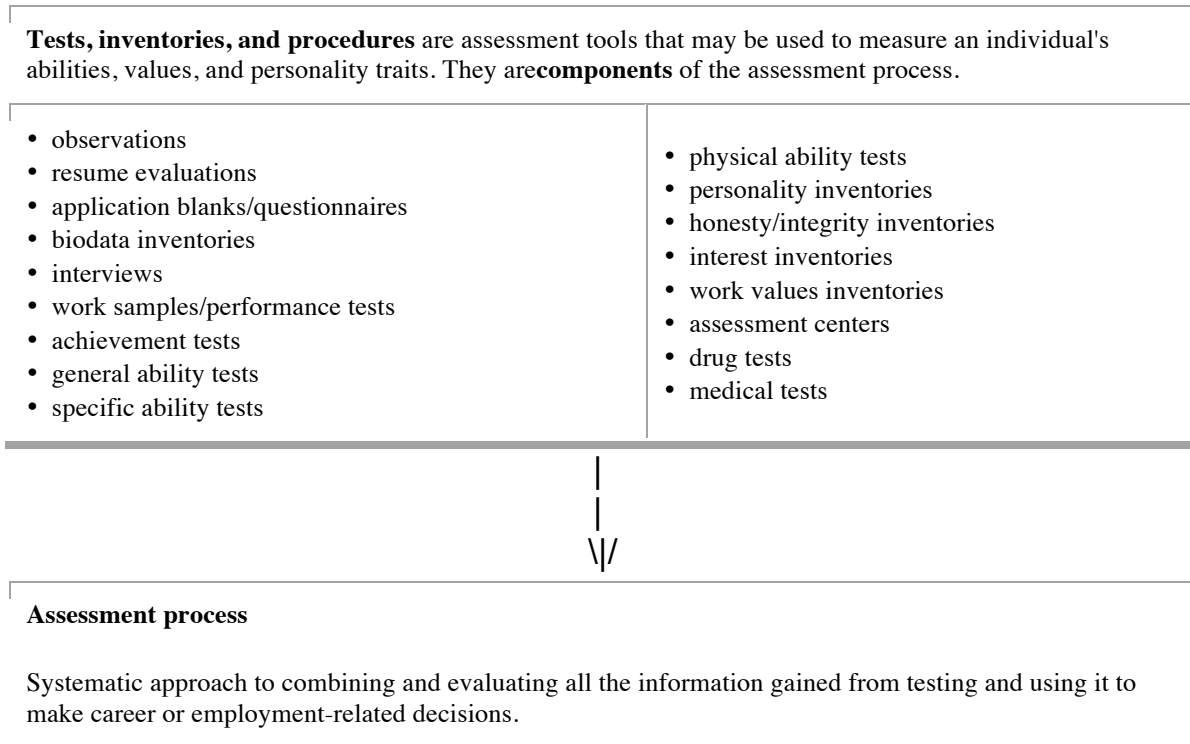 Tests, inventories, and procedures are assessment tools that may be used to measure an individual's
abilities, values, and personality traits. They arecomponents of the assessment process.
• observations
• resume evaluations
• application blanks/questionnaires
• biodata inventories
• interviews
• work samples/performance tests
• achievement tests
• general ability tests
• specific ability tests
• physical ability tests
• personality inventories
• honesty/integrity inventories
• interest inventories
• work values inventories
• assessment centers
• drug tests
• medical tests
|
|
\|/
Assessment process
Systematic approach to combining and evaluating all the information gained from testing and using it to
make career or employment-related decisions.